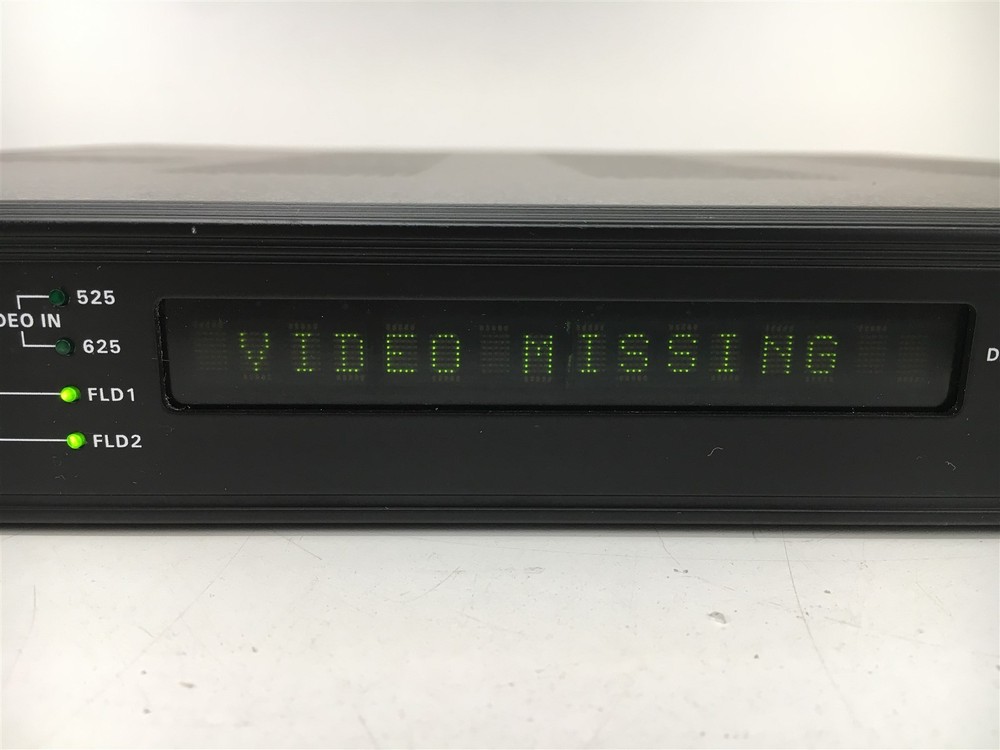 525
DEO IN
625
FLD1
FLD2
VIDEO MISSING
D